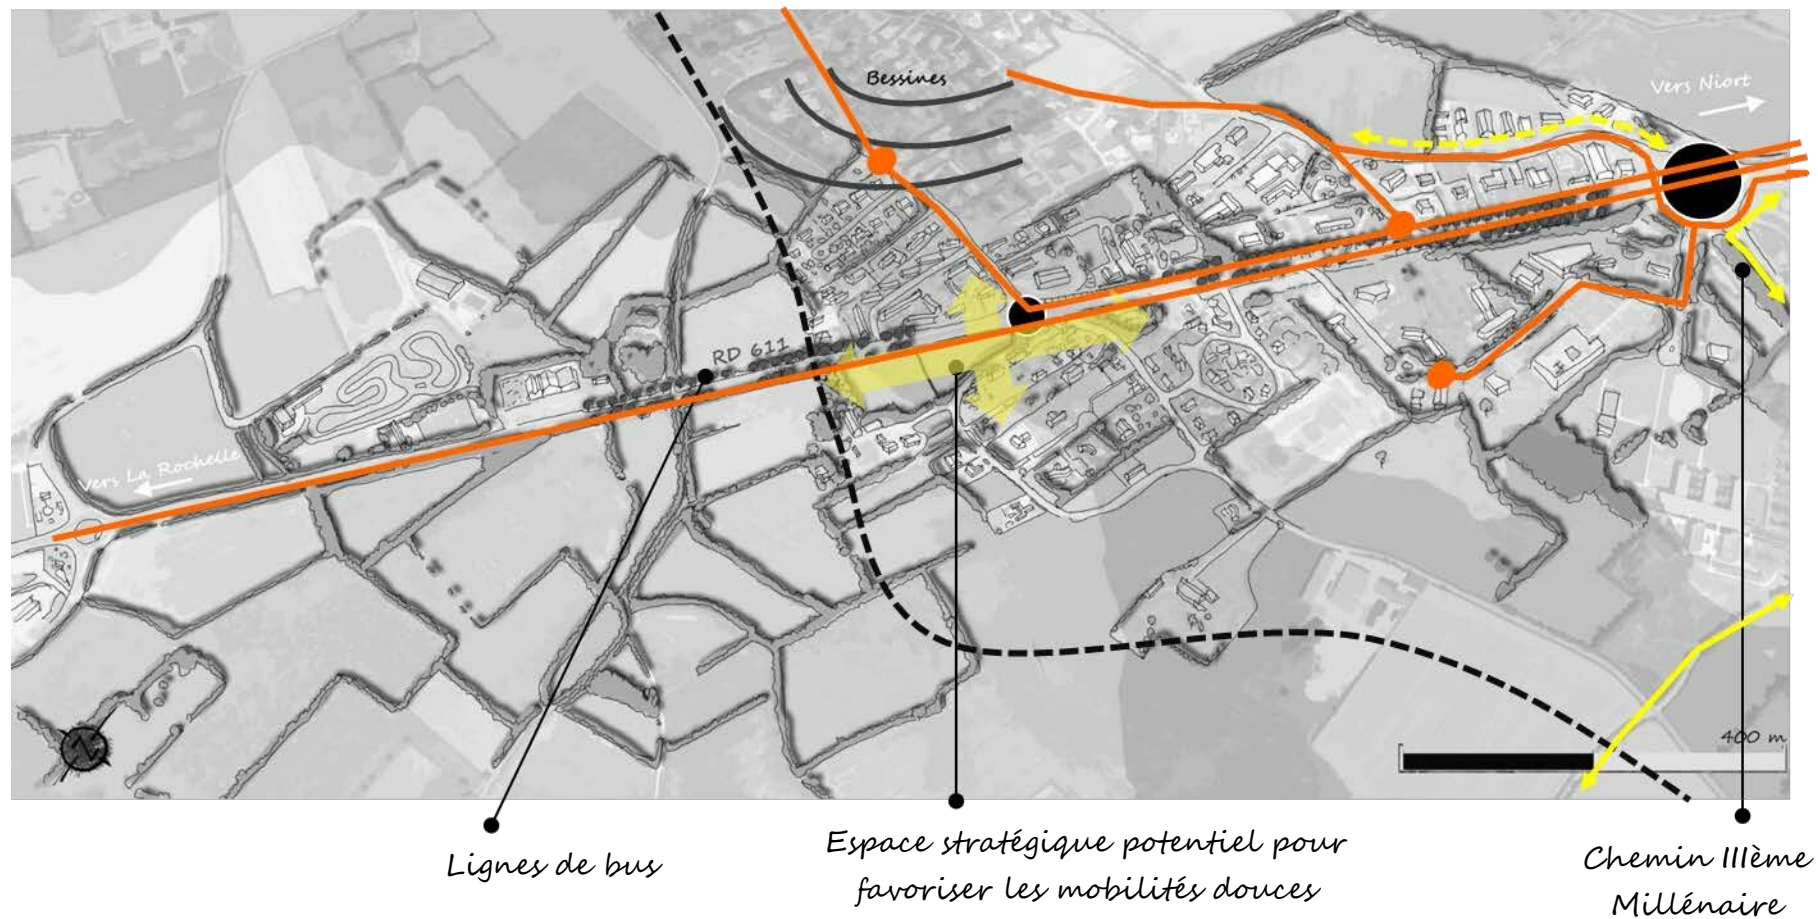 Bessines
Vers Niort
RD 611
Vers La Rochelle
400 m
Lignes de bus
Espace stratégique potentiel pour
favoriser les mobilités douces
Chemin IIIème
Millénaire